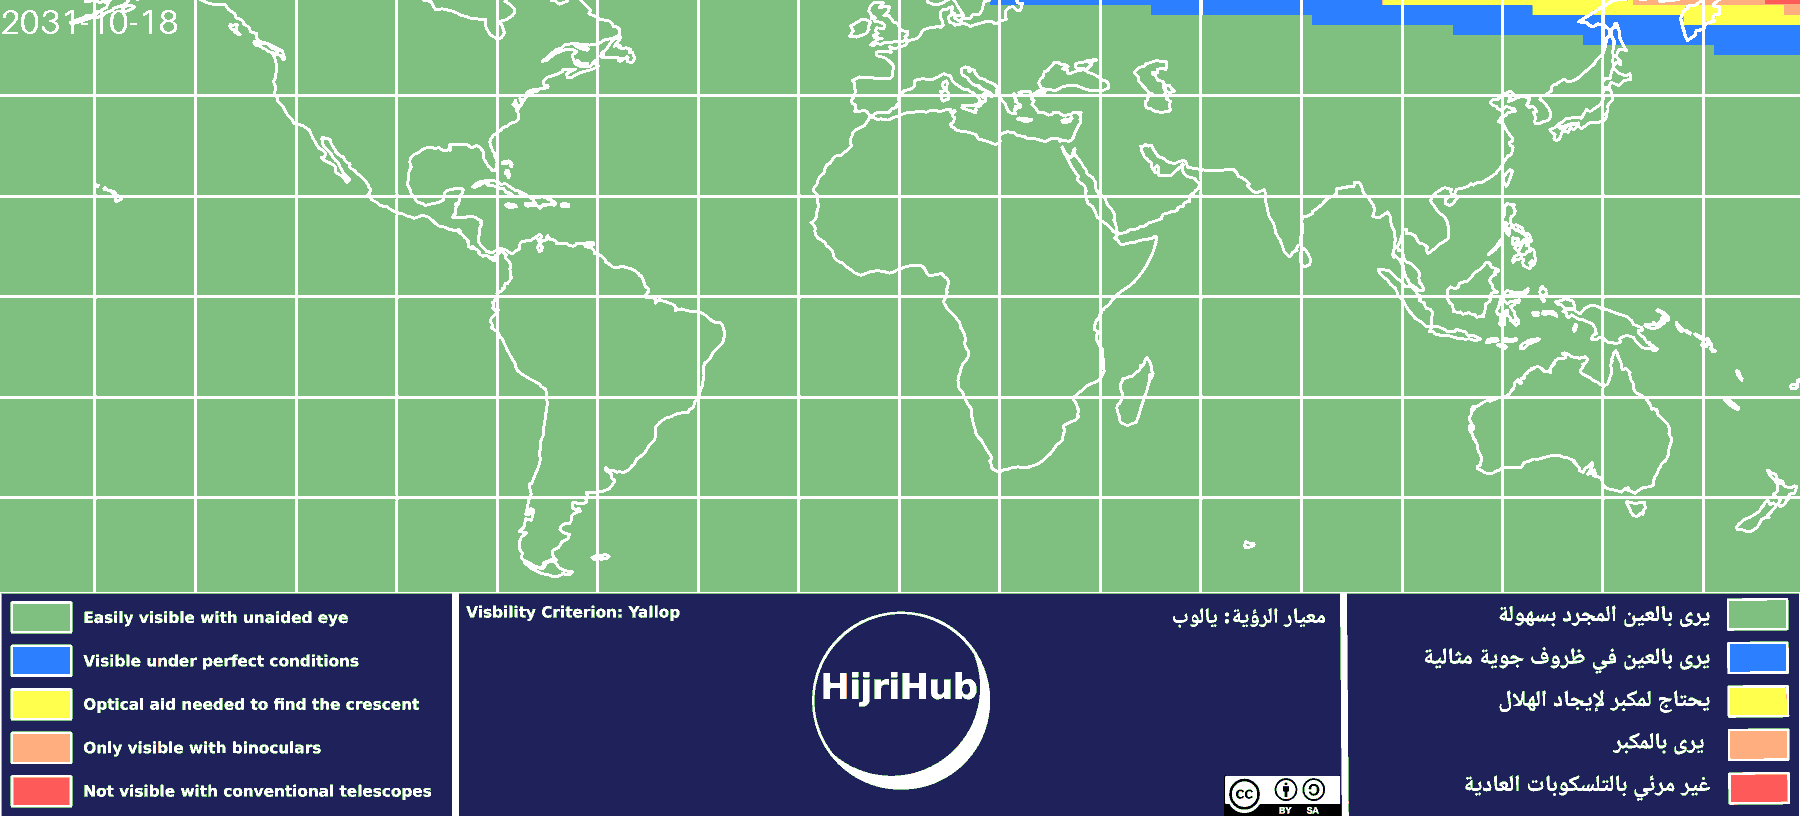 2031-10-18
Easily visible with unaided eye
Visible under perfect conditions
Optical aid needed to find the crescent
Only visible with binoculars
Not visible with conventional telescopes
Visbility Criterion: Yallop
معيار الرؤية: يالوب
HijriHub
cc
BY SA
يرى بالعين المجرد بسهولة
يرى بالعين في ظروف جوية مثالية
يحتاج لمكبر لإيجاد الهلال
يرى بالمكبر
غير مرئي بالتلسكوبات العادية